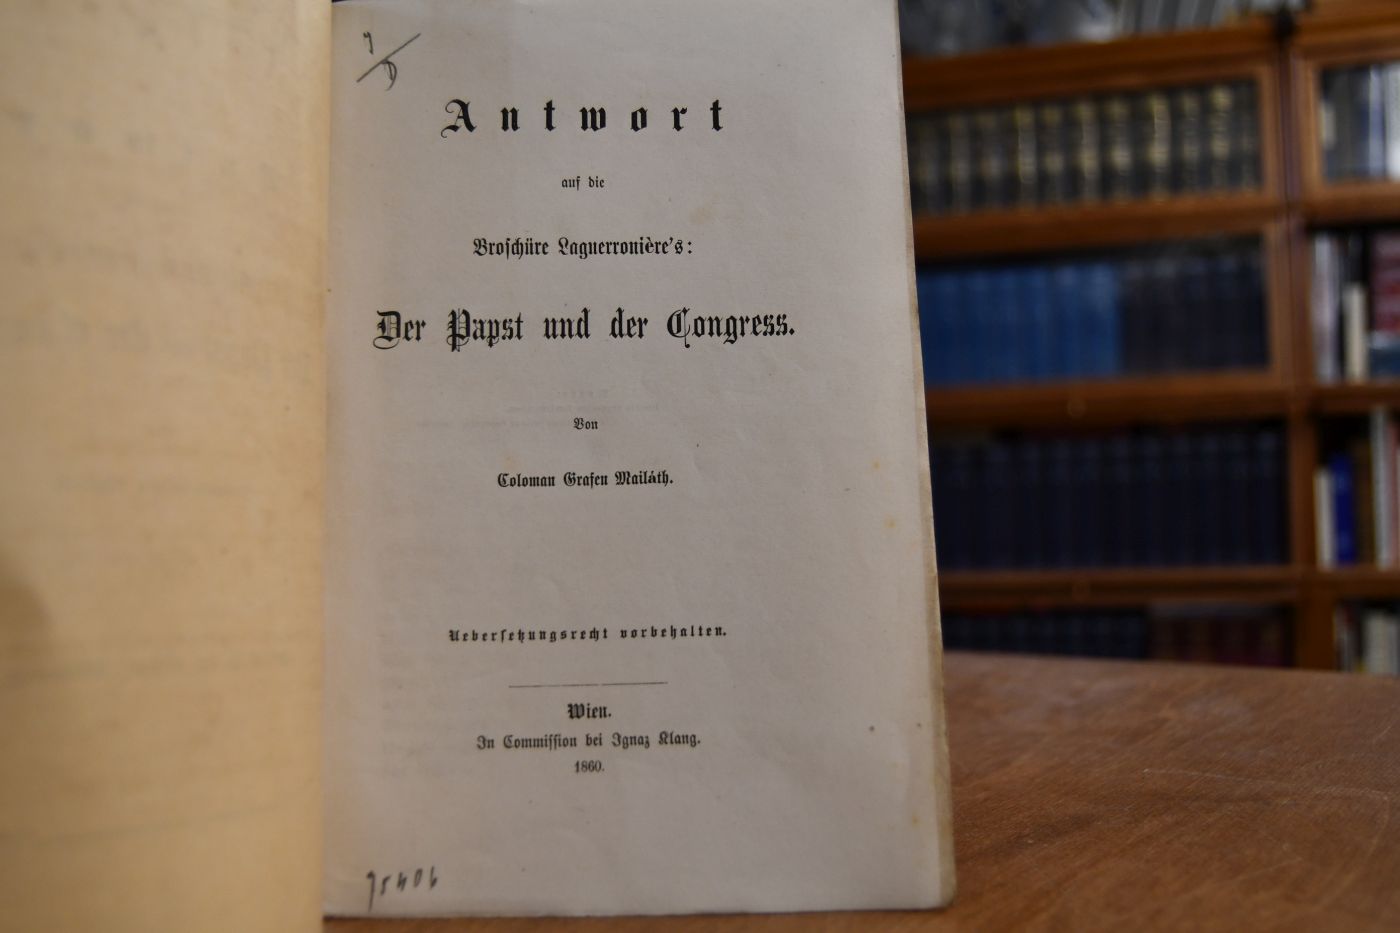 Antwort
auf die
Broschüre Laguerronière's:
Der Papst und der Congress.
Von
Coloman Grafen Mailáth.
Uebersetzungsrecht vorbehalten.
Wien.
In Commission bei Ignaz Klang.
1860.